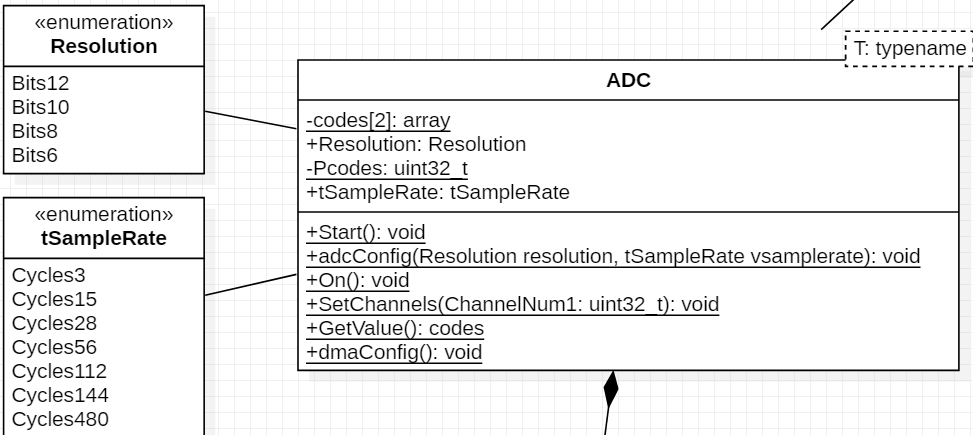 «enumeration»
Resolution
Bits12
Bits10
Bits8
Bits6
«enumeration»
tSampleRate
Cycles3
Cycles15
Cycles28
Cycles56
Cycles112
Cycles144
Cycles480
T: typename
ADC
-codes[2]: array
+Resolution: Resolution
-Pcodes: uint32_t
+tSampleRate: tSampleRate
+Start(): void
+adcConfig(Resolution resolution, tSampleRate vsamplerate): void
+On(): void
+SetChannels(ChannelNum1: uint32_t): void
+GetValue(): codes
+dmaConfig(): void